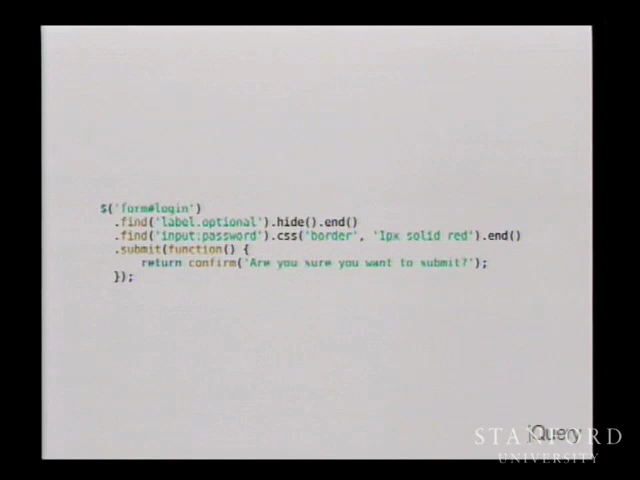 $('form#login')
.find('label.optional').hide().end()
.find('input:password').css('border', '1px solid red').end()
.submit(function() {
return confirm('Are you sure you want to submit?');
});
jQuery
STANFORD
UNIVERSITY